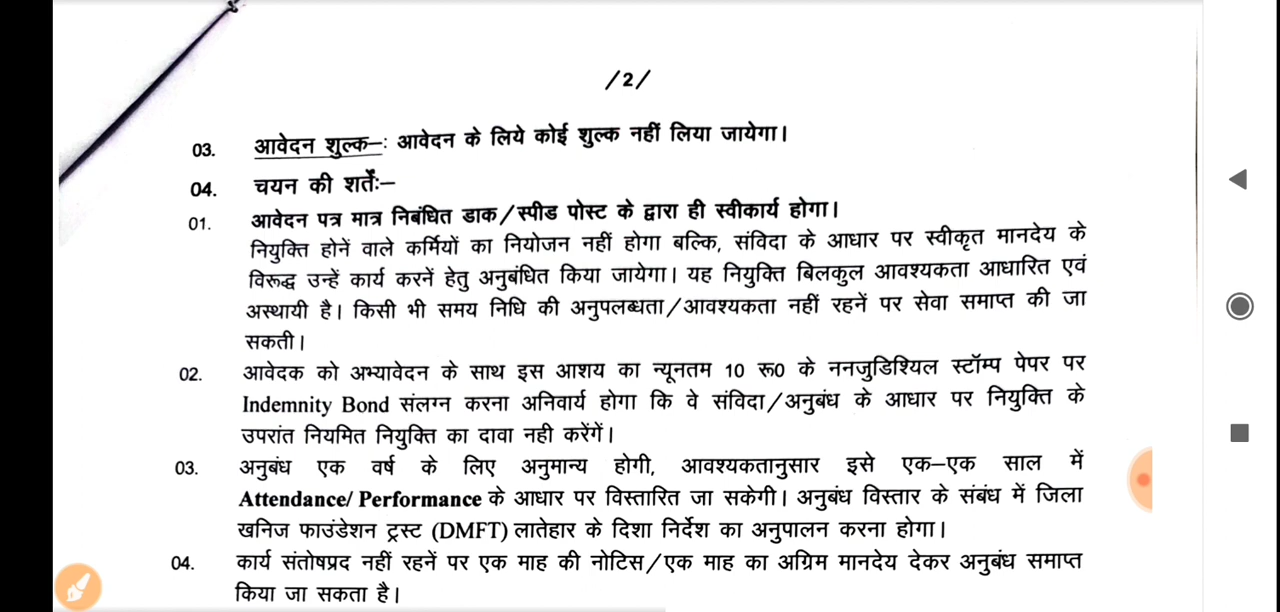 /2/
03. आवेदन शुल्क–: आवेदन के लिये कोई शुल्क नहीं लिया जायेगा।
04. चयन की शर्तेंः–
01. आवेदन पत्र मात्र निबंधित डाक/स्पीड पोस्ट के द्वारा ही स्वीकार्य होगा।
नियुक्ति होनें वाले कर्मियों का नियोजन नहीं होगा बल्कि, संविदा के आधार पर स्वीकृत मानदेय के
विरूद्ध उन्हें कार्य करनें हेतु अनुबंधित किया जायेगा। यह नियुक्ति बिलकुल आवश्यकता आधारित एवं
अस्थायी है। किसी भी समय निधि की अनुपलब्धता/आवश्यकता नहीं रहनें पर सेवा समाप्त की जा
सकती।
02. आवेदक को अभ्यावेदन के साथ इस आशय का न्यूनतम 10 रू0 के ननजुडिश्यिल स्टॉम्प पेपर पर
Indemnity Bond संलग्न करना अनिवार्य होगा कि वे संविदा/अनुबंध के आधार पर नियुक्ति के
उपरांत नियमित नियुक्ति का दावा नही करेंगें।
03. अनुबंध एक वर्ष के लिए अनुमान्य होगी, आवश्यकतानुसार इसे एक–एक साल में
Attendance/ Performance के आधार पर विस्तारित जा सकेगी। अनुबंध विस्तार के संबंध में जिला
खनिज फाउंडेशन ट्रस्ट (DMFT) लातेहार के दिशा निर्देश का अनुपालन करना होगा।
04. कार्य संतोषप्रद नहीं रहनें पर एक माह की नोटिस/एक माह का अग्रिम मानदेय देकर अनुबंध समाप्त
किया जा सकता है।